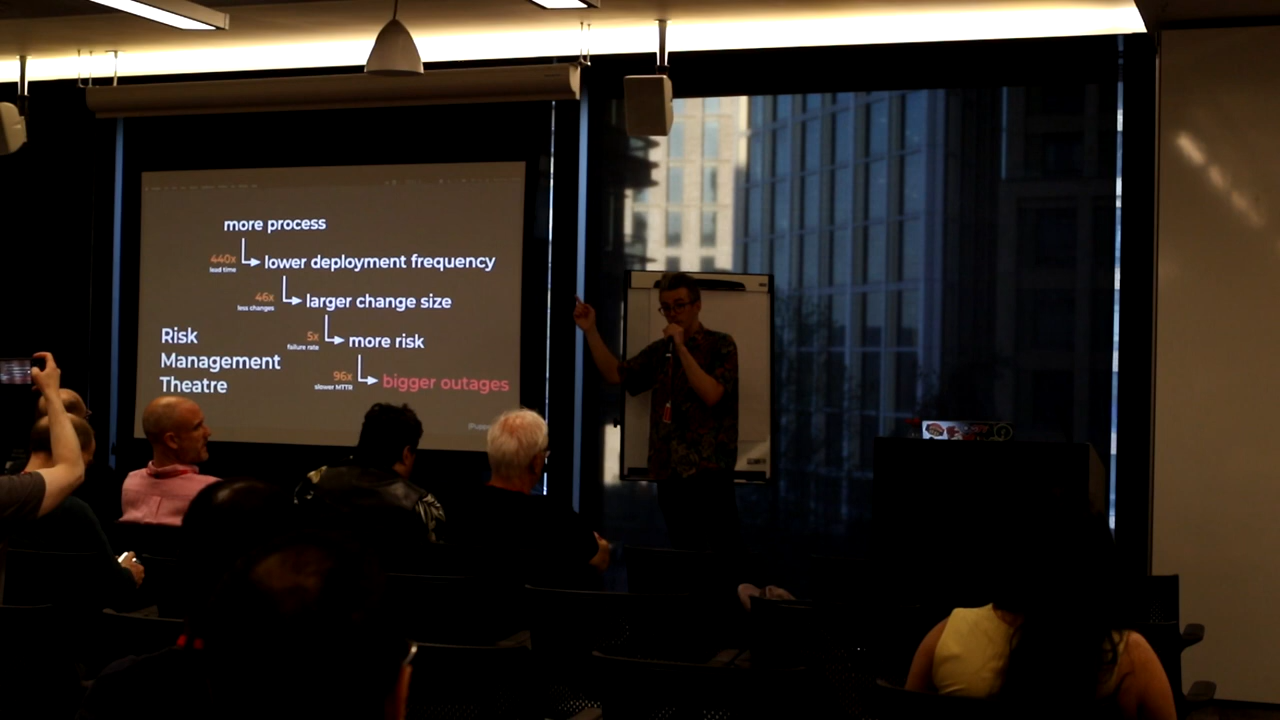 more process
440x
lead time
lower deployment frequency
46x
less changes
larger change size
5x
failure rate
more risk
96x
slower MTTR
bigger outages
Risk
Management
Theatre